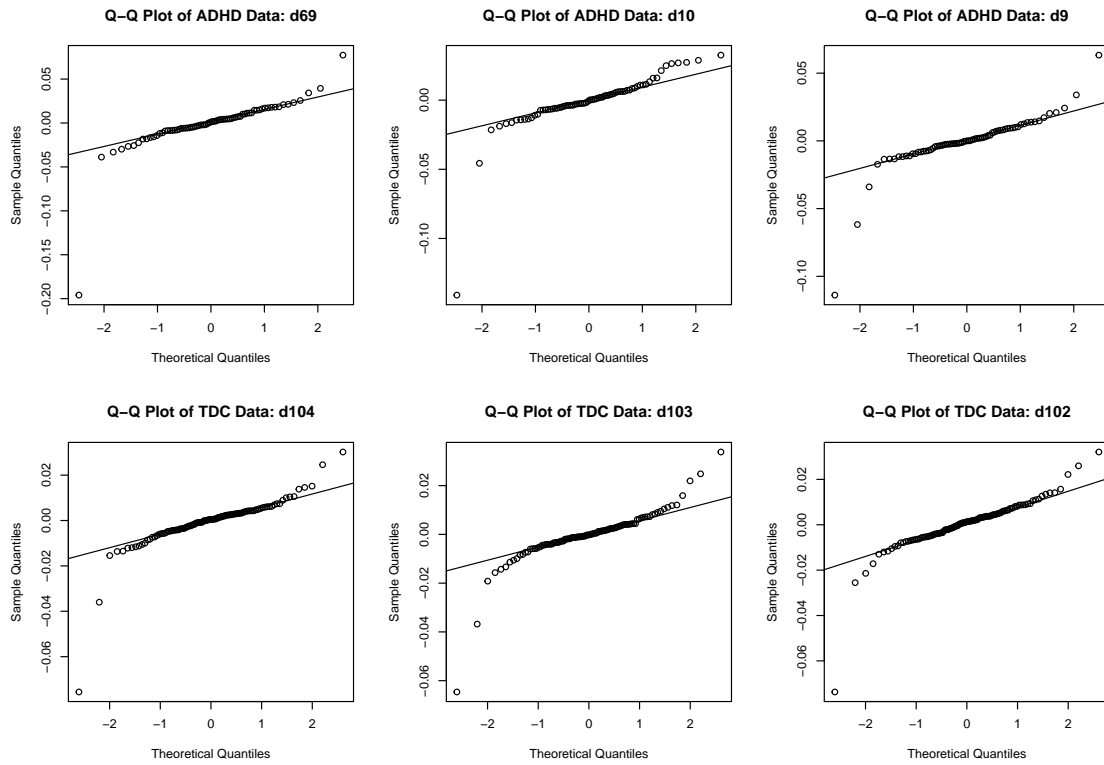 Q−Q Plot of ADHD Data: d69
Sample Quantiles
0.05
0.00
−0.05
−0.10
−0.15
−0.20
−2 −1 0 1 2
Theoretical Quantiles
Q−Q Plot of ADHD Data: d10
Sample Quantiles
0.00
−0.05
−0.10
−2 −1 0 1 2
Theoretical Quantiles
Q−Q Plot of ADHD Data: d9
Sample Quantiles
0.05
0.00
−0.05
−0.10
−2 −1 0 1 2
Theoretical Quantiles
Q−Q Plot of TDC Data: d104
Sample Quantiles
0.02
0.00
−0.02
−0.04
−0.06
−2 −1 0 1 2
Theoretical Quantiles
Q−Q Plot of TDC Data: d103
Sample Quantiles
0.02
0.00
−0.02
−0.04
−0.06
−2 −1 0 1 2
Theoretical Quantiles
Q−Q Plot of TDC Data: d102
Sample Quantiles
0.02
0.00
−0.02
−0.04
−0.06
−2 −1 0 1 2
Theoretical Quantiles